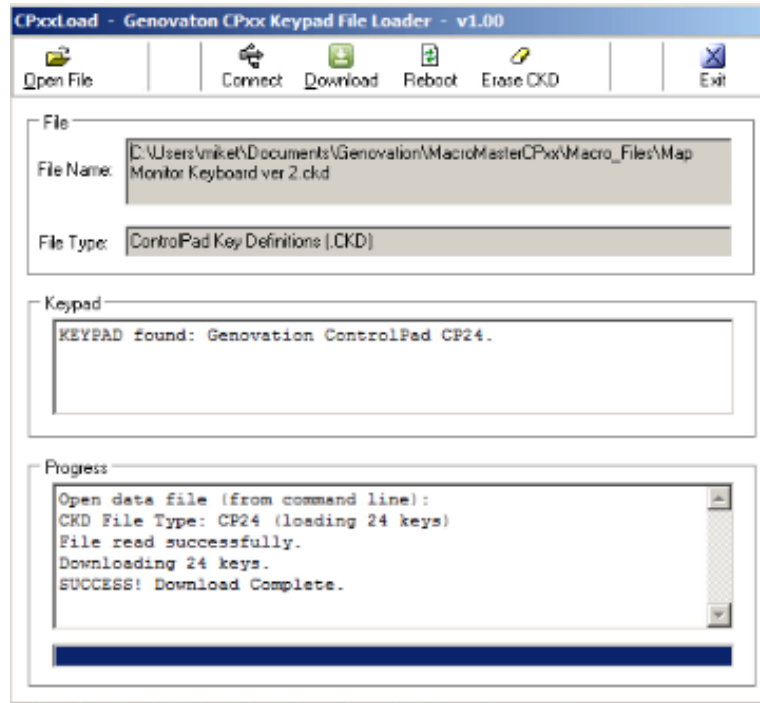 CPxxLoad - Genovaton CPxx Keypad File Loader - v1.00
Open File Connect Download Reboot Erase CKD Exit
File
File Name: C:\Users\miket\Documents\Genovation\MacroMasterCPxx\Macro_Files\Map
Monitor Keyboard ver 2.ckd
File Type: ControlPad Key Definitions (.CKD)
Keypad
KEYPAD found: Genovation ControlPad CP24.
Progress
Open data file (from command line):
CKD File Type: CP24 (loading 24 keys)
File read successfully.
Downloading 24 keys.
SUCCESS! Download Complete.